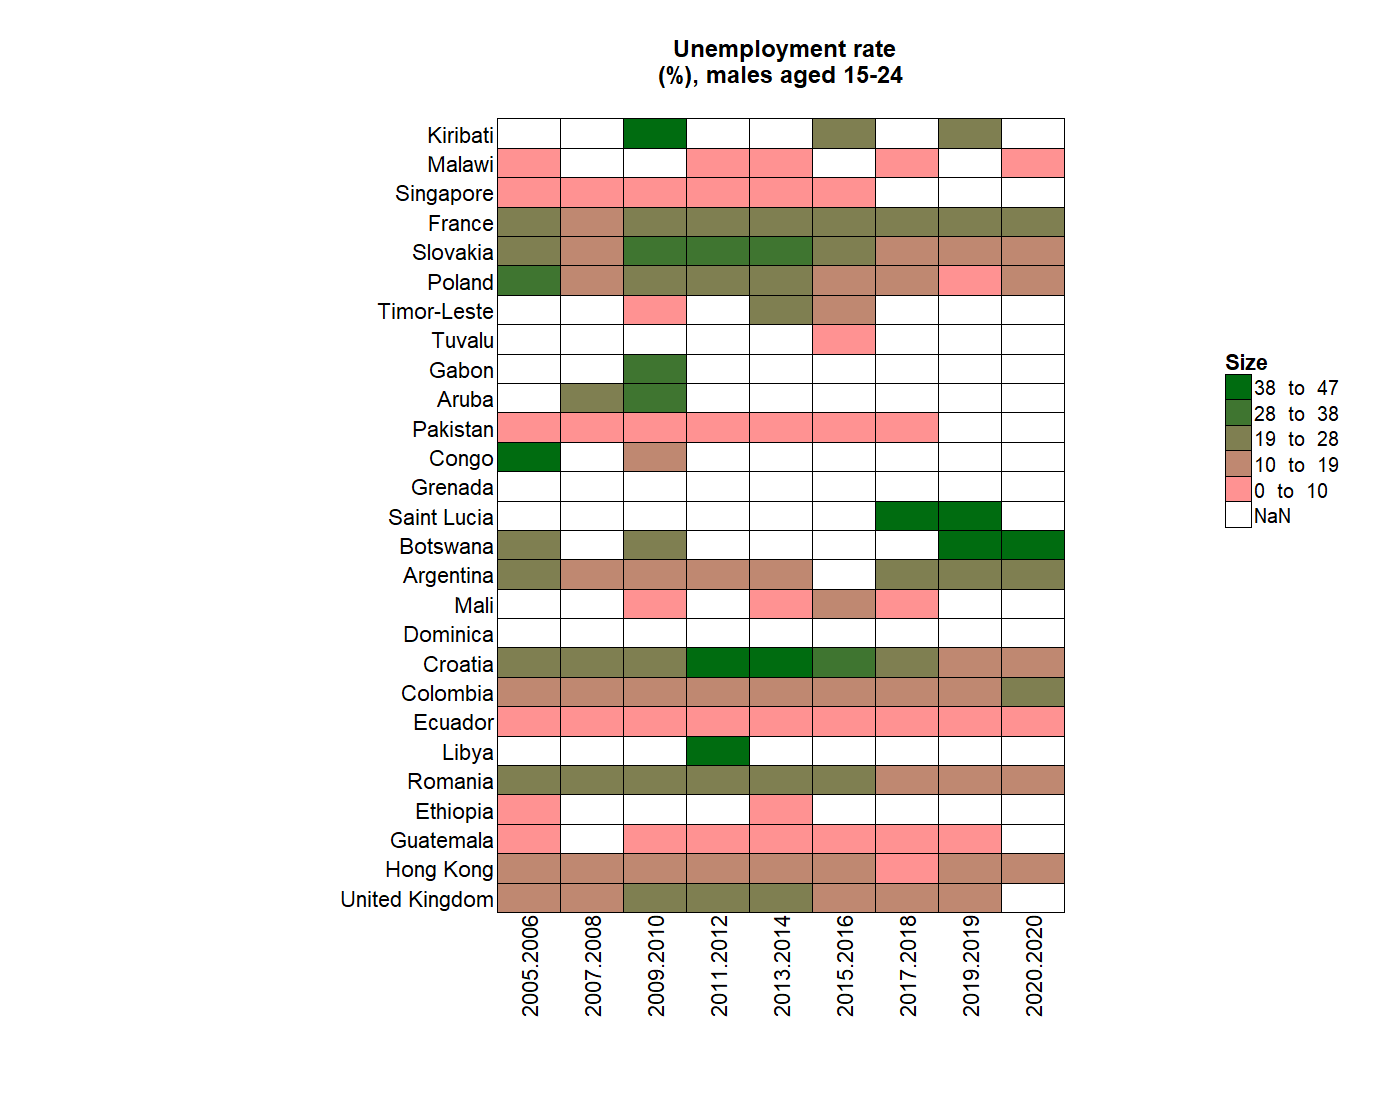 Unemployment rate
(%), males aged 15-24
Kiribati
Malawi
Singapore
France
Slovakia
Poland
Timor-Leste
Tuvalu
Gabon
Aruba
Pakistan
Congo
Grenada
Saint Lucia
Botswana
Argentina
Mali
Dominica
Croatia
Colombia
Ecuador
Libya
Romania
Ethiopia
Guatemala
Hong Kong
United Kingdom
2005.2006
2007.2008
2009.2010
2011.2012
2013.2014
2015.2016
2017.2018
2019.2019
2020.2020
Size
38 to 47
28 to 38
19 to 28
10 to 19
0 to 10
NaN